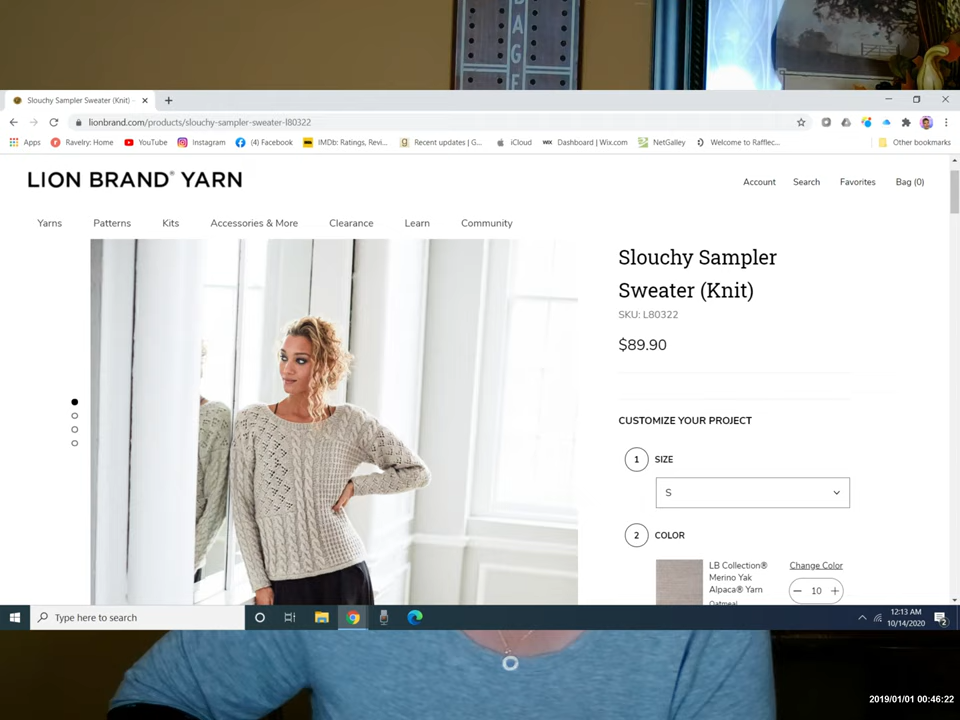 DAGE
Slouchy Sampler Sweater (Knit) -
lionbrand.com/products/slouchy-sampler-sweater-l80322
Apps Ravelry: Home YouTube Instagram (4) Facebook IMDb: Ratings, Revi... Recent updates | G... iCloud WIX Dashboard | Wix.com NetGalley Welcome to Rafflec... Other bookmarks
LION BRAND® YARN
Account Search Favorites Bag (0)
Yarns Patterns Kits Accessories & More Clearance Learn Community
Slouchy Sampler
Sweater (Knit)
SKU: L80322
$89.90
CUSTOMIZE YOUR PROJECT
1 SIZE
S
2 COLOR
LB Collection® Change Color
Merino Yak
Alpaca® Yarn 10
Oatmeal
Type here to search
12:13 AM
10/14/2020
2
2019/01/01 00:46:22